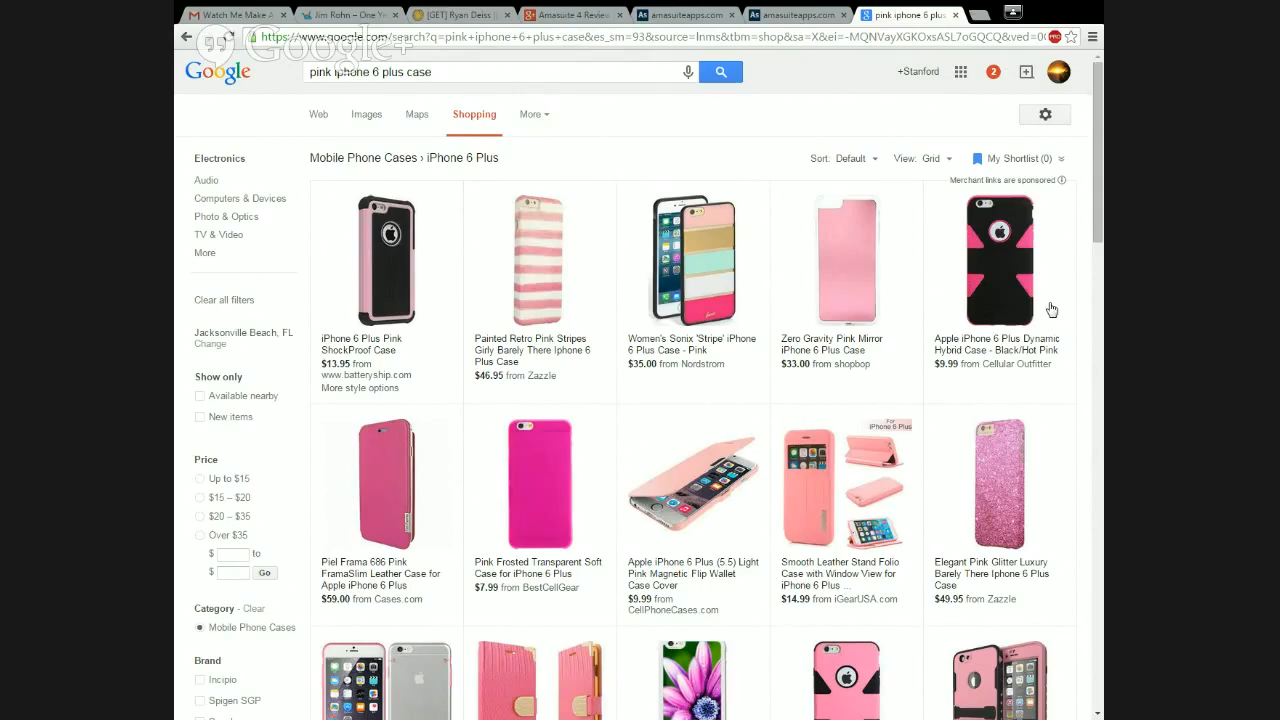 Watch Me Make A
Jim Rohn – One Ye
[GET] Ryan Deiss
Amasuite 4 Review
amasuiteapps.com
amasuiteapps.com
pink iphone 6 plus
https://www.google.com/search?q=pink+iphone+6+plus+case&es_sm=93&source=lnms&tbm=shop&sa=X&ei=-MQNVayXGKOxsASL7oGQCQ&ved=0C
Google+
Google
pink iphone 6 plus case
+Stanford
2
Web
Images
Maps
Shopping
More
Electronics
Audio
Computers & Devices
Photo & Optics
TV & Video
More
Clear all filters
Jacksonville Beach, FL
Change
Show only
Available nearby
New items
Price
Up to $15
$15 – $20
$20 – $35
Over $35
$ to
$ Go
Category - Clear
Mobile Phone Cases
Brand
Incipio
Spigen SGP
Mobile Phone Cases › iPhone 6 Plus
Sort: Default
View: Grid
My Shortlist (0)
Merchant links are sponsored
iPhone 6 Plus Pink
ShockProof Case
$13.95 from
www.batteryship.com
More style options
Painted Retro Pink Stripes
Girly Barely There Iphone 6
Plus Case
$46.95 from Zazzle
Women's Sonix 'Stripe' iPhone
6 Plus Case - Pink
$35.00 from Nordstrom
Zero Gravity Pink Mirror
iPhone 6 Plus Case
$33.00 from shopbop
Apple iPhone 6 Plus Dynamic
Hybrid Case - Black/Hot Pink
$9.99 from Cellular Outfitter
Piel Frama 686 Pink
FramaSlim Leather Case for
Apple iPhone 6 Plus
$59.00 from Cases.com
Pink Frosted Transparent Soft
Case for iPhone 6 Plus
$7.99 from BestCellGear
Apple iPhone 6 Plus (5.5) Light
Pink Magnetic Flip Wallet
Case Cover
$9.99 from
CellPhoneCases.com
For
iPhone 6 Plus
Smooth Leather Stand Folio
Case with Window View for
iPhone 6 Plus ...
$14.99 from iGearUSA.com
Elegant Pink Glitter Luxury
Barely There Iphone 6 Plus
Case
$49.95 from Zazzle